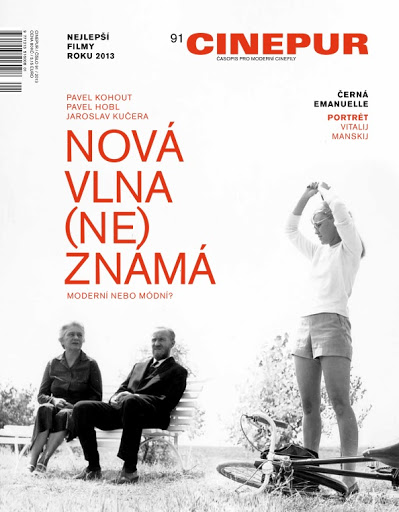 NEJLEPŠÍ
FILMY
ROKU 2013
91 CINEPUR
ČASOPIS PRO MODERNÍ CINEFILY
ČERNÁ
EMANUELLE
PORTRÉT
VITALIJ
MANSKIJ
PAVEL KOHOUT
PAVEL HOBL
JAROSLAV KUČERA
NOVÁ
VLNA
(NE)
ZNÁMÁ
MODERNÍ NEBO MÓDNÍ?